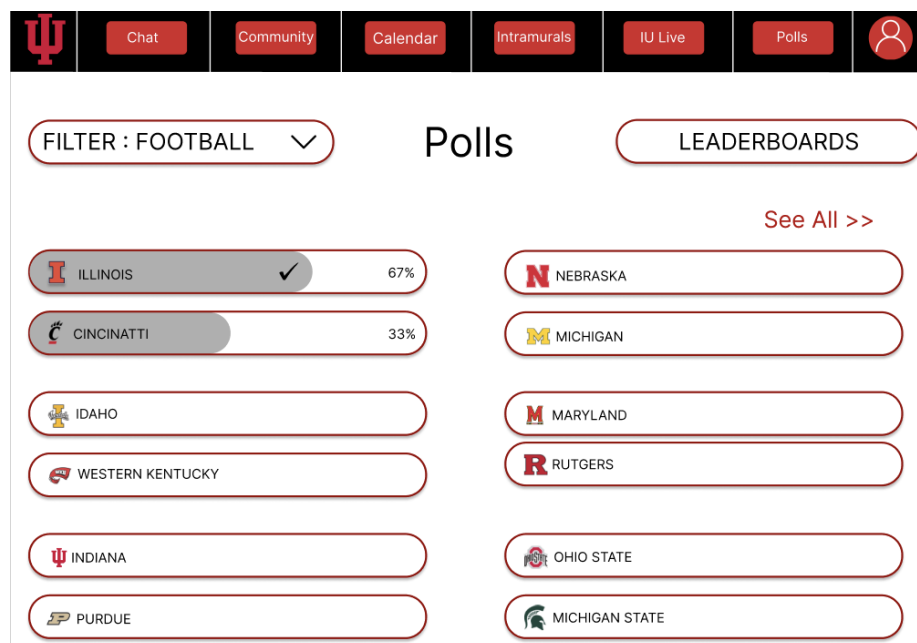 Chat Community Calendar Intramurals IU Live Polls
FILTER : FOOTBALL
Polls
LEADERBOARDS
See All >>
ILLINOIS 67%
CINCINATTI 33%
NEBRASKA
MICHIGAN
IDAHO
WESTERN KENTUCKY
MARYLAND
RUTGERS
INDIANA
PURDUE
OHIO STATE
MICHIGAN STATE